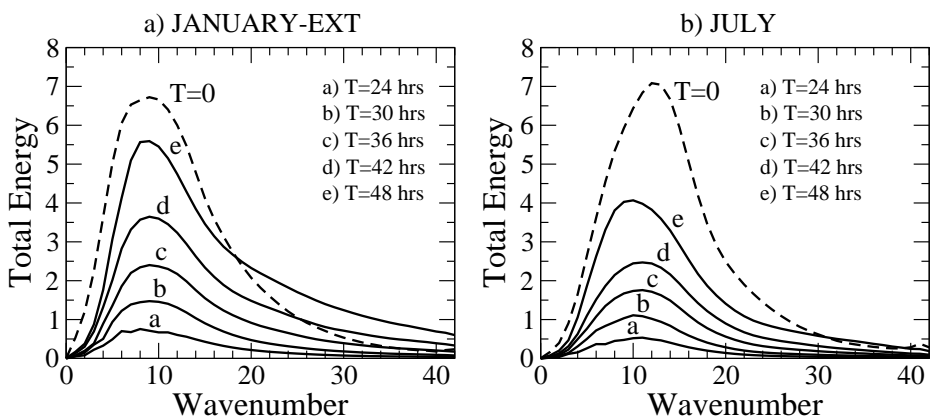 a) JANUARY-EXT
8
7
6
5
4
3
2
1
0
Total Energy
T=0
a) T=24 hrs
b) T=30 hrs
c) T=36 hrs
d) T=42 hrs
e) T=48 hrs
e
d
c
b
a
0 10 20 30 40
Wavenumber
b) JULY
8
7
6
5
4
3
2
1
0
Total Energy
T=0
a) T=24 hrs
b) T=30 hrs
c) T=36 hrs
d) T=42 hrs
e) T=48 hrs
e
d
c
b
a
0 10 20 30 40
Wavenumber